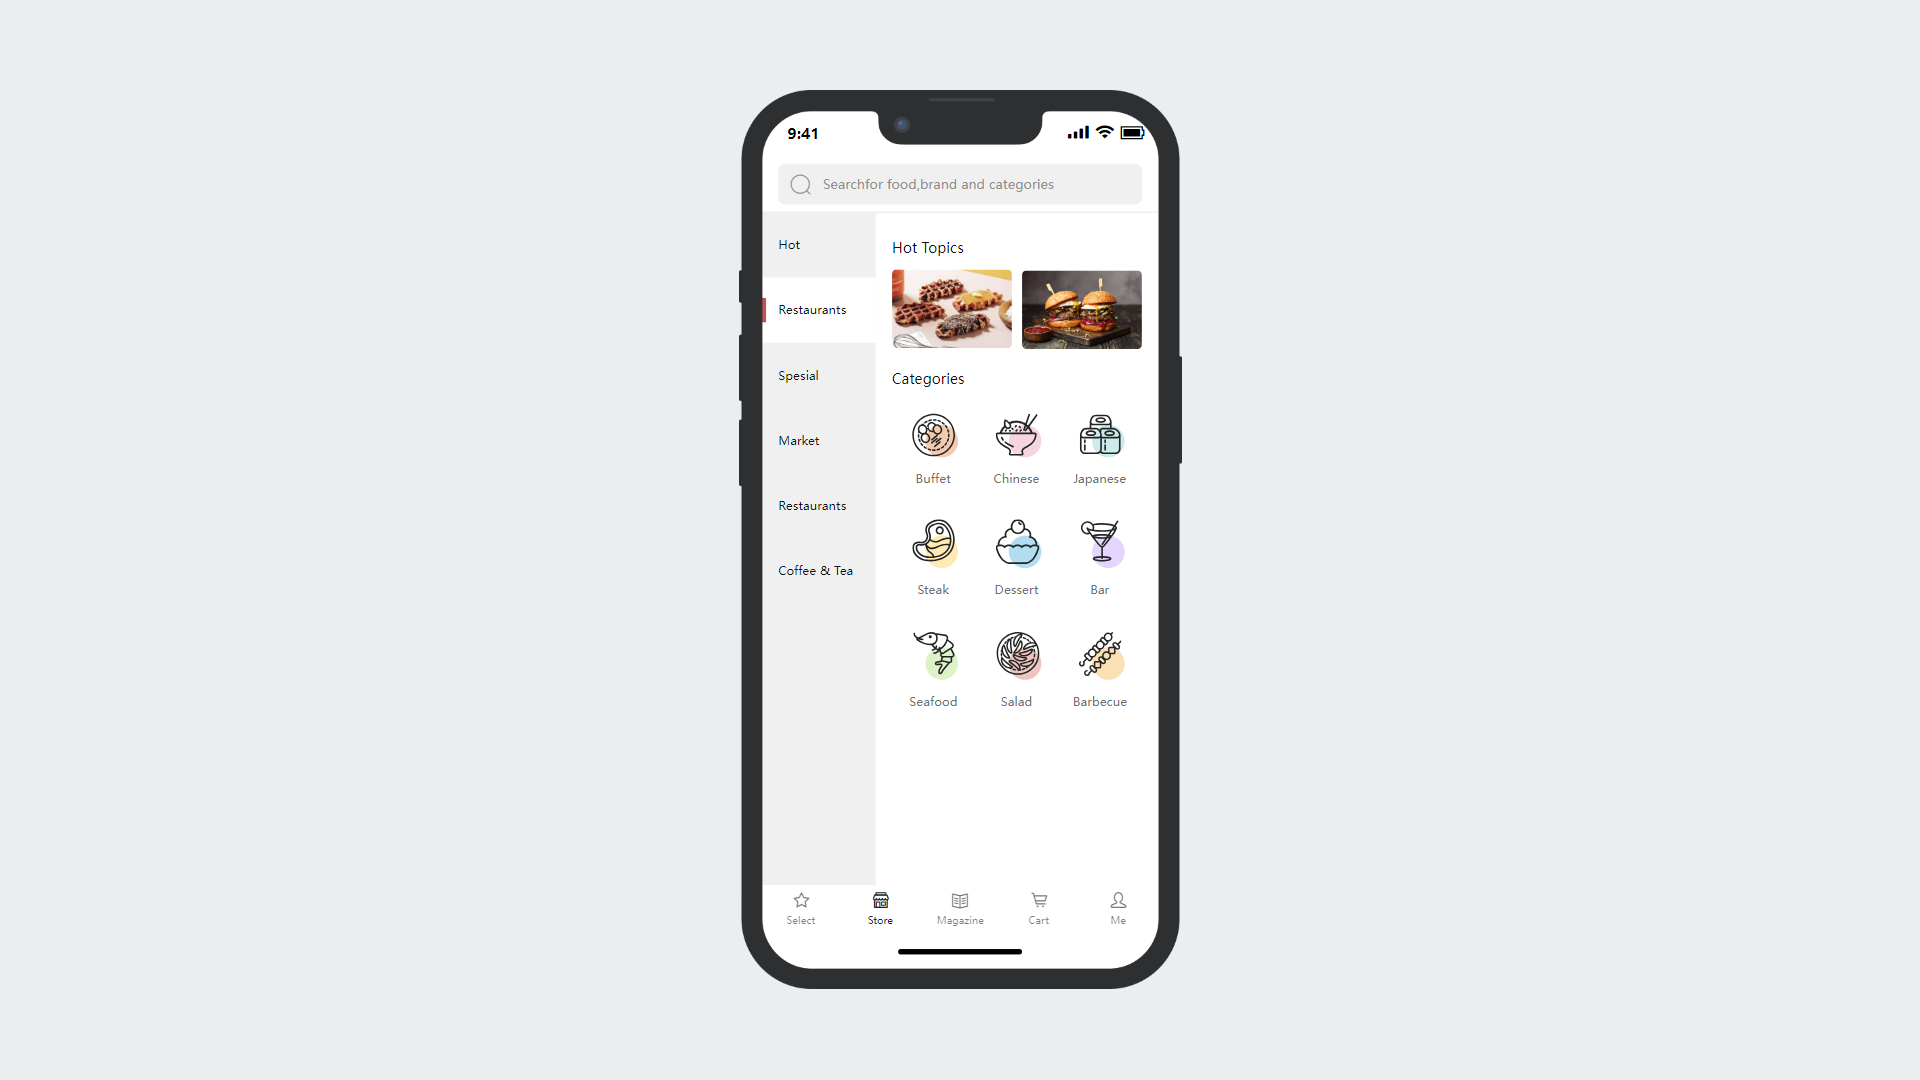 9:41
Searchfor food,brand and categories
Hot
Restaurants
Spesial
Market
Restaurants
Coffee & Tea
Hot Topics
Categories
Buffet
Chinese
Japanese
Steak
Dessert
Bar
Seafood
Salad
Barbecue
Select
Store
Magazine
Cart
Me